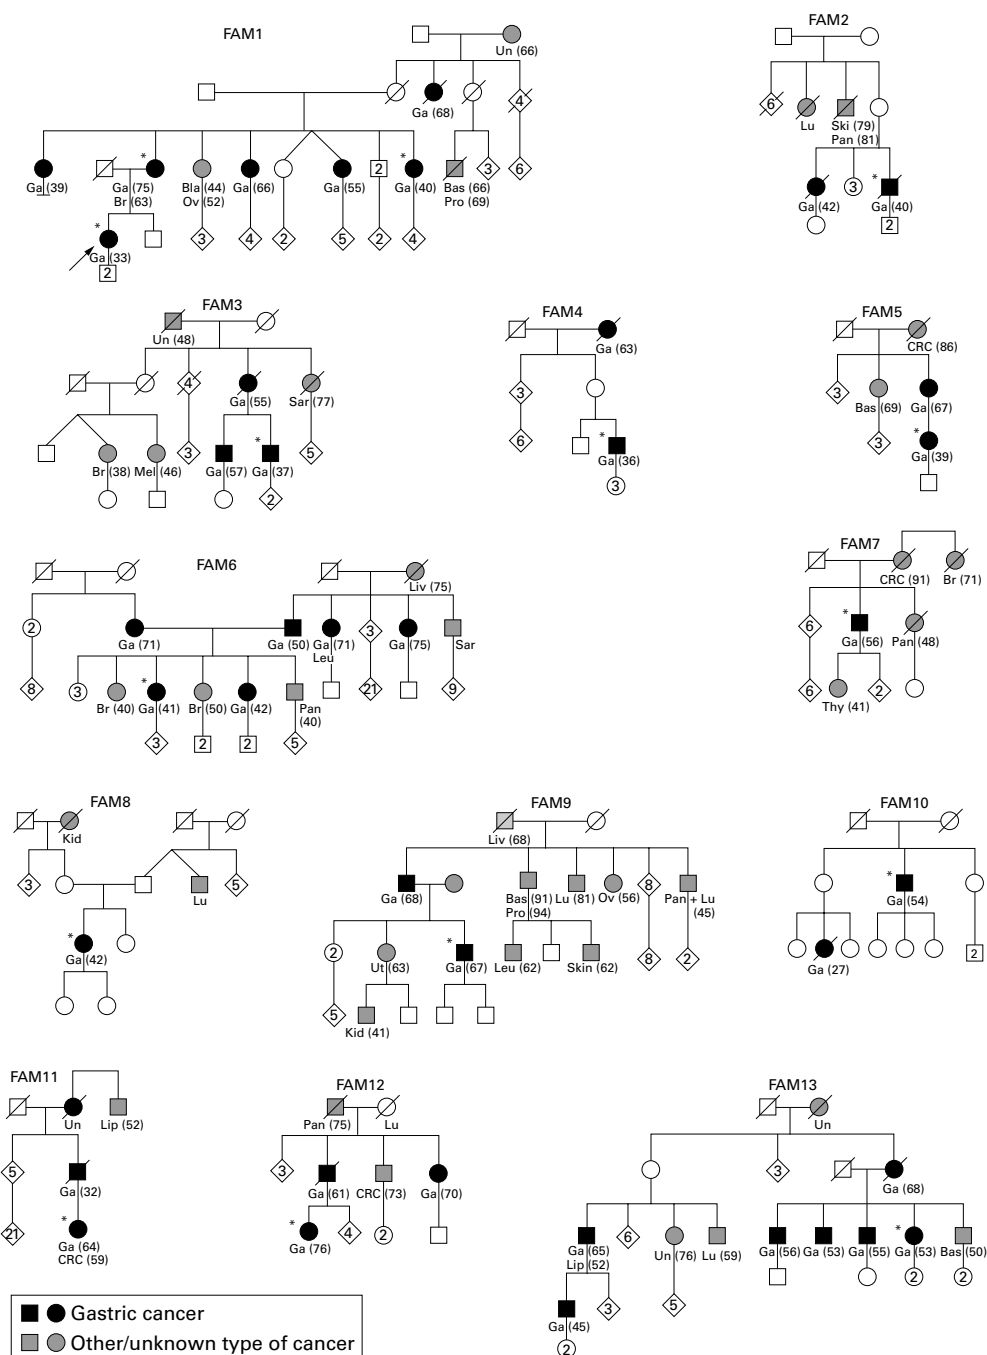 FAM1
Un (66)
Ga (68)
4
6
*
*
2
Ga (39)
Ga (75)
Br (63)
Bla (44)
Ov (52)
Ga (66)
Ga (55)
Ga (40)
Bas (66)
Pro (69)
3
*
3
4
2
5
2
4
Ga (33)
2
FAM2
6
Lu
Ski (79)
Pan (81)
3
*
Ga (42)
Ga (40)
2
FAM3
Un (48)
4
Ga (55)
Sar (77)
*
Br (38)
Mel (46)
3
Ga (57)
Ga (37)
5
2
FAM4
Ga (63)
3
6
*
Ga (36)
3
FAM5
CRC (86)
3
Bas (69)
Ga (67)
*
3
Ga (39)
FAM6
Liv (75)
2
Ga (71)
Ga (50)
Ga (71)
Leu
3
Ga (75)
Sar
8
3
Br (40)
*
Ga (41)
Br (50)
Ga (42)
Pan
(40)
21
9
3
2
2
5
FAM7
CRC (91)
Br (71)
6
*
Ga (56)
Pan (48)
6
Thy (41)
2
FAM8
Kid
3
Lu
5
*
Ga (42)
FAM9
Liv (68)
Ga (68)
Bas (91)
Pro (94)
Lu (81)
Ov (56)
8
Pan + Lu
(45)
2
Ut (63)
*
Ga (67)
Leu (62)
Skin (62)
8
2
5
Kid (41)
FAM10
*
Ga (54)
Ga (27)
2
FAM11
Un
Lip (52)
5
Ga (32)
21
*
Ga (64)
CRC (59)
FAM12
Pan (75)
Lu
3
Ga (61)
CRC (73)
Ga (70)
*
Ga (76)
4
2
FAM13
Un
3
Ga (68)
Ga (65)
Lip (52)
6
Un (76)
Lu (59)
Ga (56)
Ga (53)
Ga (55)
*
Ga (53)
Bas (50)
Ga (45)
3
5
2
2
2
Gastric cancer
Other/unknown type of cancer